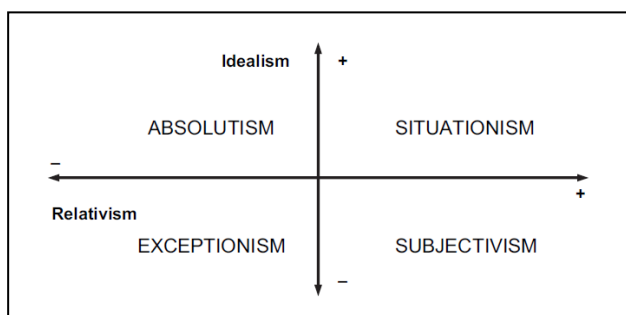 Idealism +
ABSOLUTISM SITUATIONISM
–
+
Relativism
EXCEPTIONISM SUBJECTIVISM
–